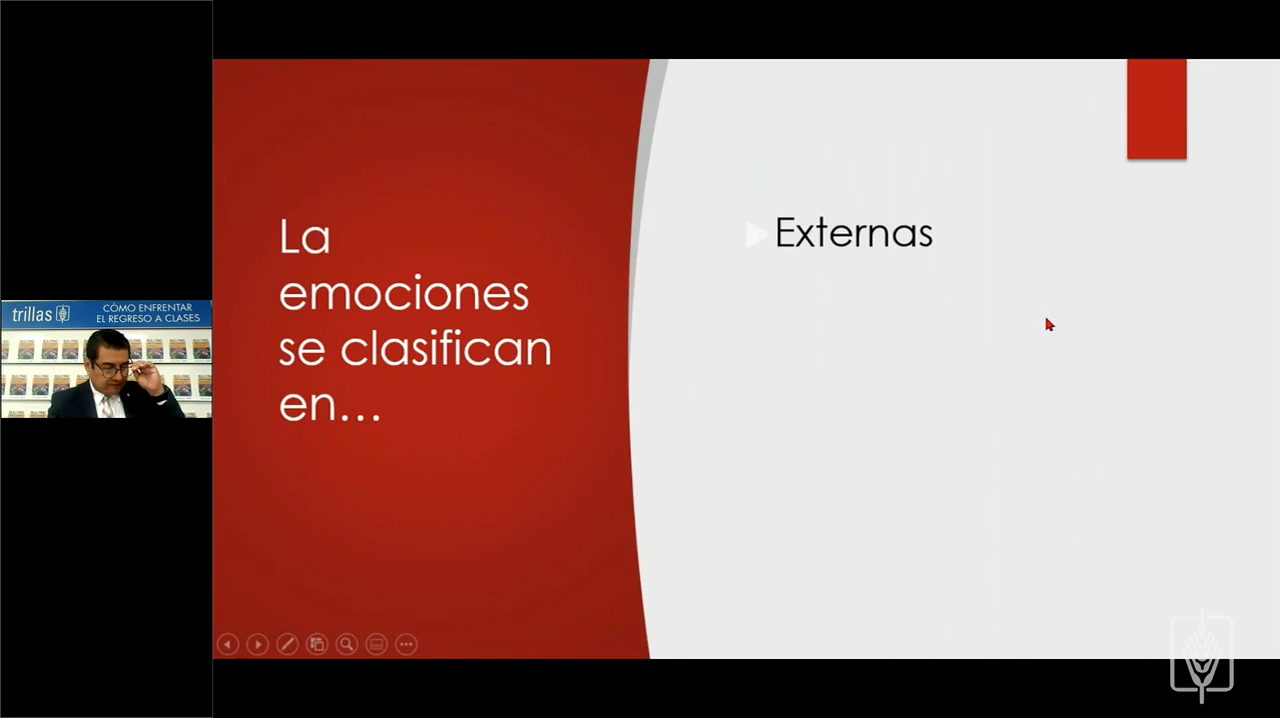 trillas
CÓMO ENFRENTAR
EL REGRESO A CLASES
La
emociones
se clasifican
en...
Externas